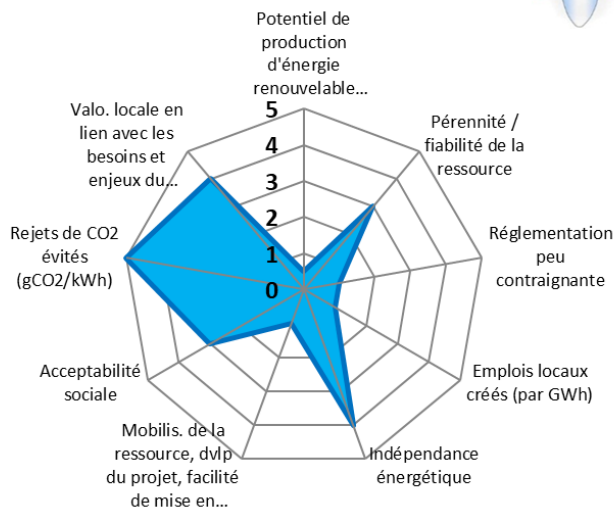 Potentiel de
production
d'énergie
renouvelable...
Pérennité /
fiabilité de la
ressource
Réglementation
peu
contraignante
Emplois locaux
créés (par GWh)
Indépendance
énergétique
Mobilis. de la
ressource, dvlp
du projet, facilité
de mise en...
Acceptabilité
sociale
Rejets de CO2
évités
(gCO2/kWh)
Valo. locale en
lien avec les
besoins et
enjeux du...
5
4
3
2
1
0